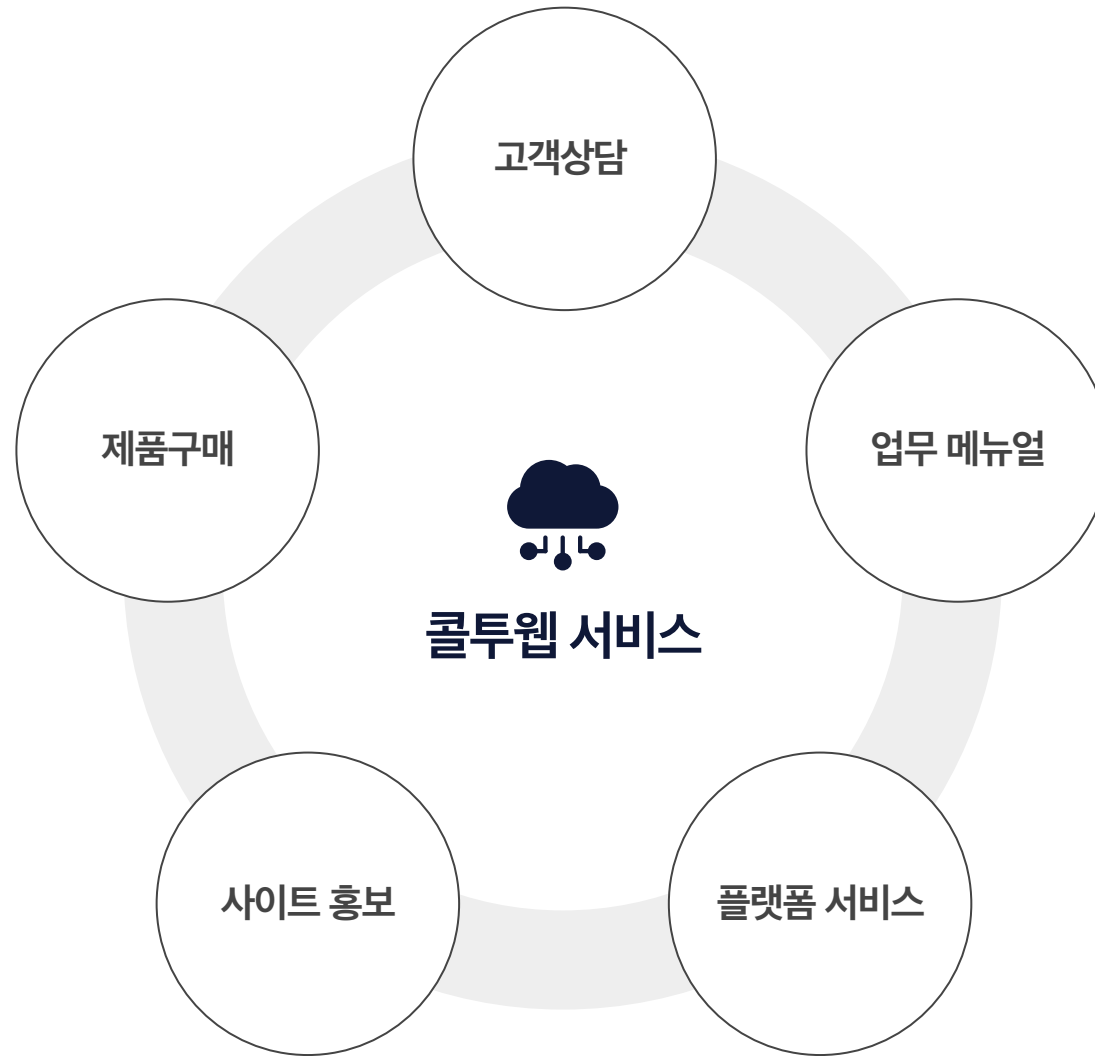 고객상담
제품구매
업무 메뉴얼
콜투웹 서비스
사이트 홍보
플랫폼 서비스